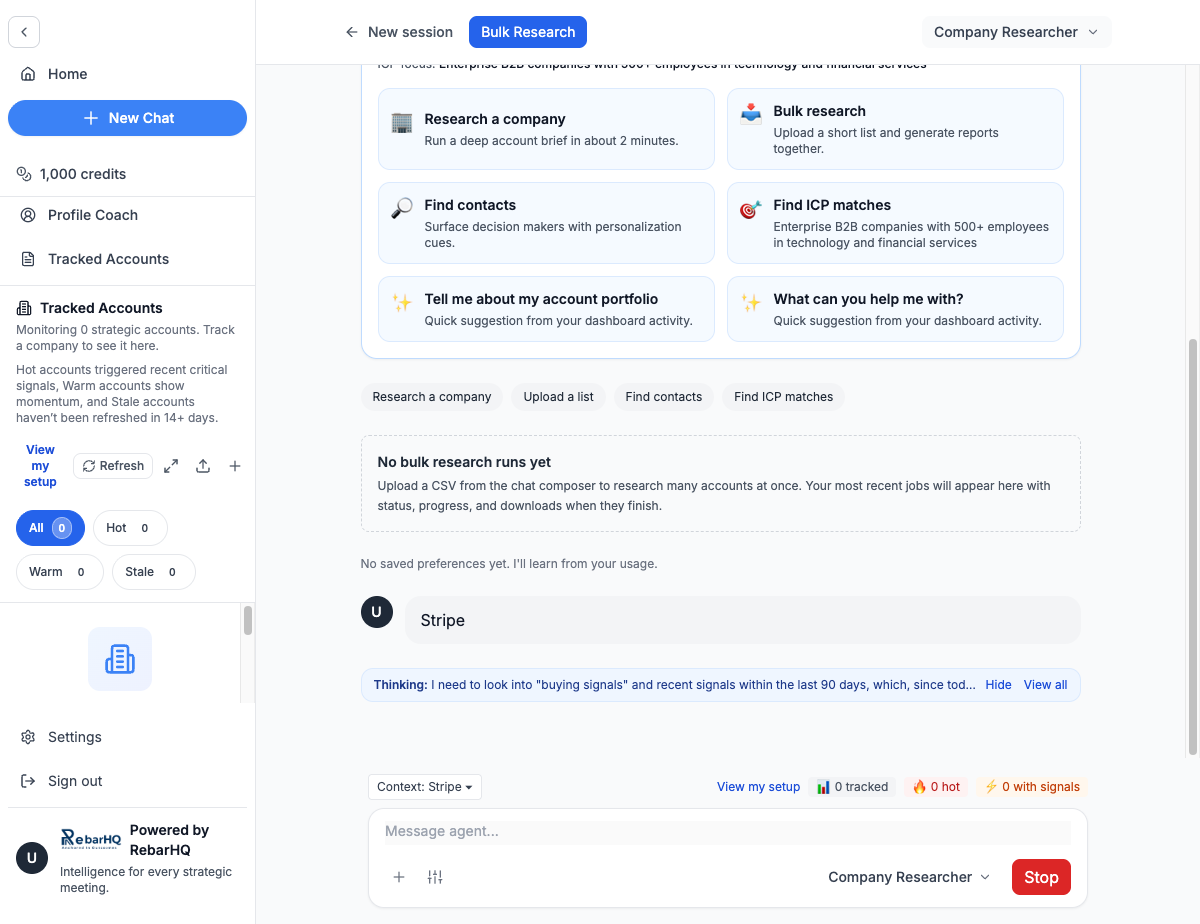 Home
New Chat
1,000 credits
Profile Coach
Tracked Accounts
Tracked Accounts
Monitoring 0 strategic accounts. Track
a company to see it here.
Hot accounts triggered recent critical
signals, Warm accounts show
momentum, and Stale accounts
haven't been refreshed in 14+ days.
View
my
setup
Refresh
All 0
Hot 0
Warm 0
Stale 0
Settings
Sign out
U
RebarHQ
Powered by
RebarHQ
Intelligence for every strategic
meeting.
New session
Bulk Research
Company Researcher
ICP focus: Enterprise B2B companies with 500+ employees in technology and financial services
Research a company
Run a deep account brief in about 2 minutes.
Bulk research
Upload a short list and generate reports
together.
Find contacts
Surface decision makers with personalization
cues.
Find ICP matches
Enterprise B2B companies with 500+ employees
in technology and financial services
Tell me about my account portfolio
Quick suggestion from your dashboard activity.
What can you help me with?
Quick suggestion from your dashboard activity.
Research a company
Upload a list
Find contacts
Find ICP matches
No bulk research runs yet
Upload a CSV from the chat composer to research many accounts at once. Your most recent jobs will appear here with
status, progress, and downloads when they finish.
No saved preferences yet. I'll learn from your usage.
U
Stripe
Thinking: I need to look into "buying signals" and recent signals within the last 90 days, which, since tod... Hide View all
Context: Stripe
View my setup
0 tracked
0 hot
0 with signals
Message agent...
Company Researcher
Stop